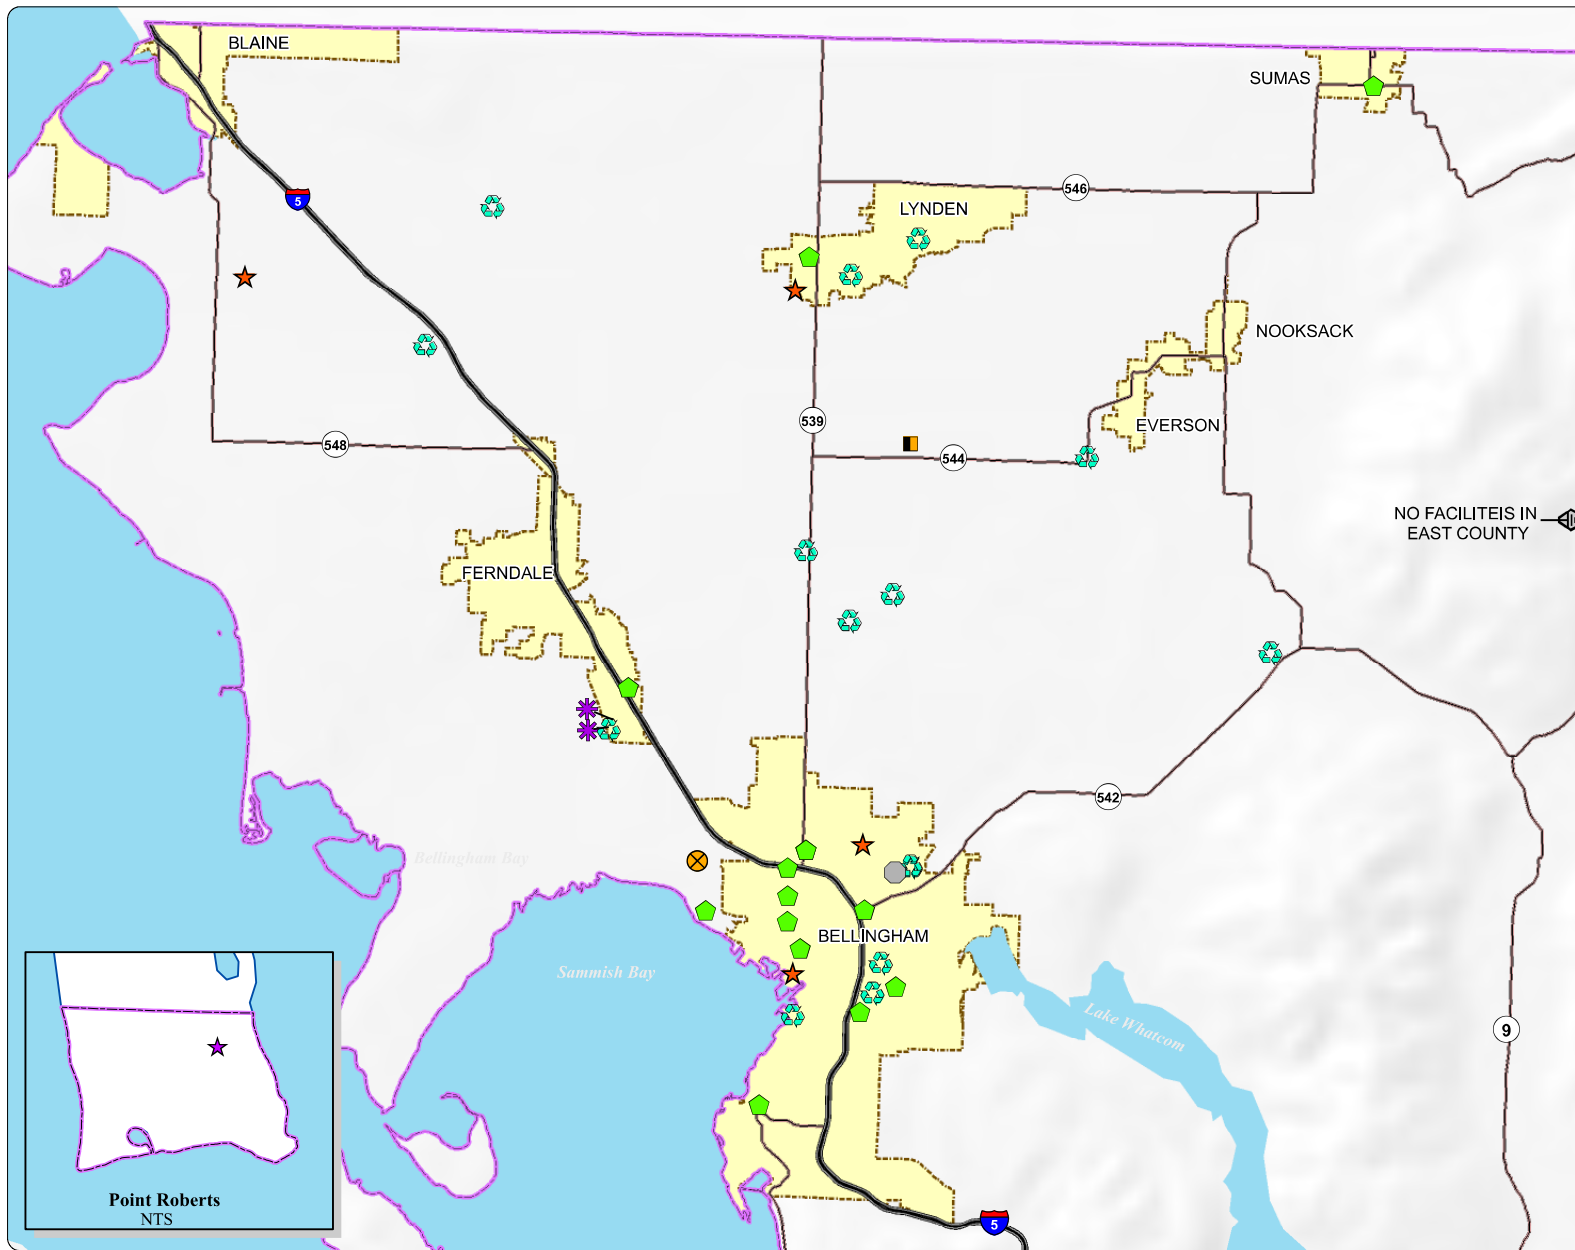 BLAINE
SUMAS
5
546
LYNDEN
NOOKSACK
539
EVERSON
548
544
NO FACILITEIS IN
EAST COUNTY
FERNDALE
542
Bellingham Bay
BELLINGHAM
Sammish Bay
Lake Whatcom
9
Point Roberts
NTS
5